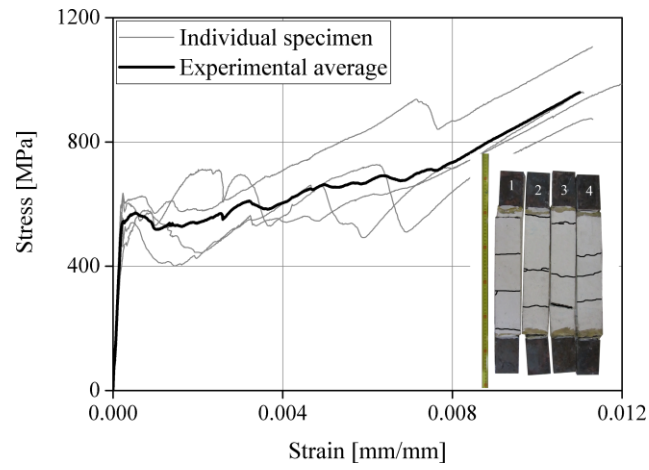 1200
Individual specimen
Experimental average
800
Stress [MPa]
400
1 2 3 4
0
0.000 0.004 0.008 0.012
Strain [mm/mm]